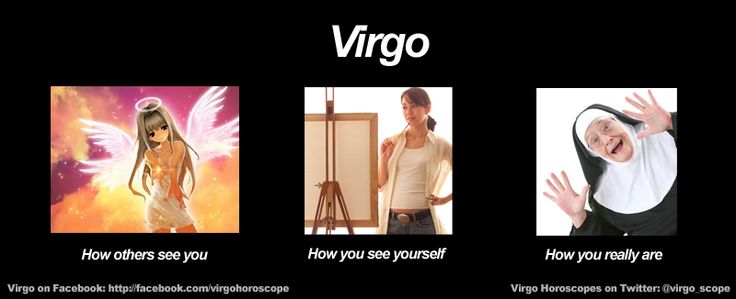 Virgo
How others see you
How you see yourself
How you really are
Virgo on Facebook: http://facebook.com/virgohoroscope
Virgo Horoscopes on Twitter: @virgo_scope